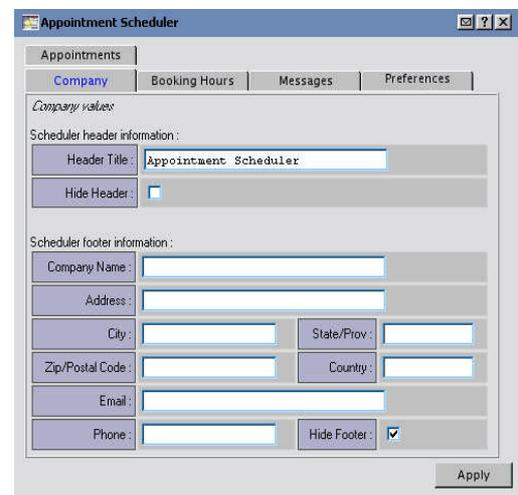 Appointment Scheduler
Appointments
Company Booking Hours Messages Preferences
Company values
Scheduler header information :
Header Title : Appointment Scheduler
Hide Header :
Scheduler footer information :
Company Name :
Address :
City : State/Prov :
Zip/Postal Code : Country :
Email :
Phone : Hide Footer :
Apply